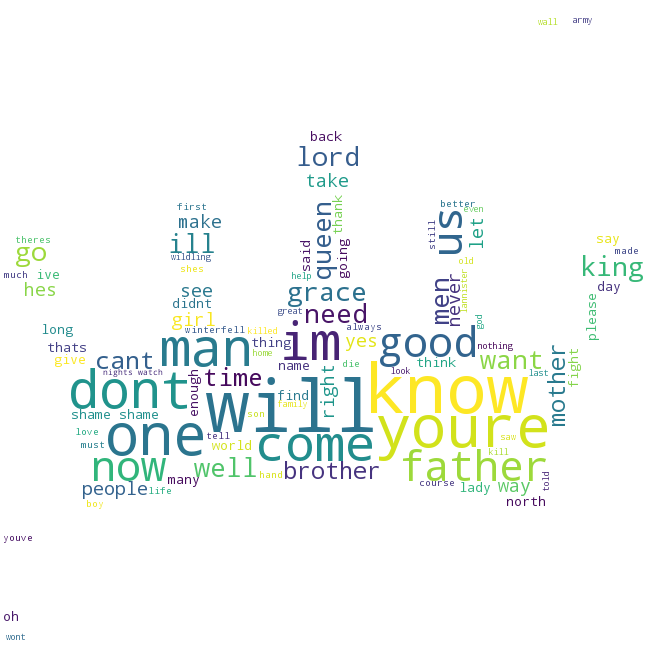 wall army
back
lord
take
first
make
ill
wildling
shes
queen
said
thank
going
help
better
even
us
still
let
old
theres
go
much ive
hes
say
made
king
day
please
see
didnt
girl
grace
great
need
men
never
lannister
god
long
thats
give
winterfell killed
man
thing
home
im
always
yes
good
nothing
cant
nights watch
time
name
die
look
think
want
last
fight
mother
dont
enough
will
find
family
right
know
shame shame
love
must
one
tell
son
world
come
youre
saw
kill
now
many
well
hand
brother
father
course
told
people life
boy
lady way
north
youve
oh
wont